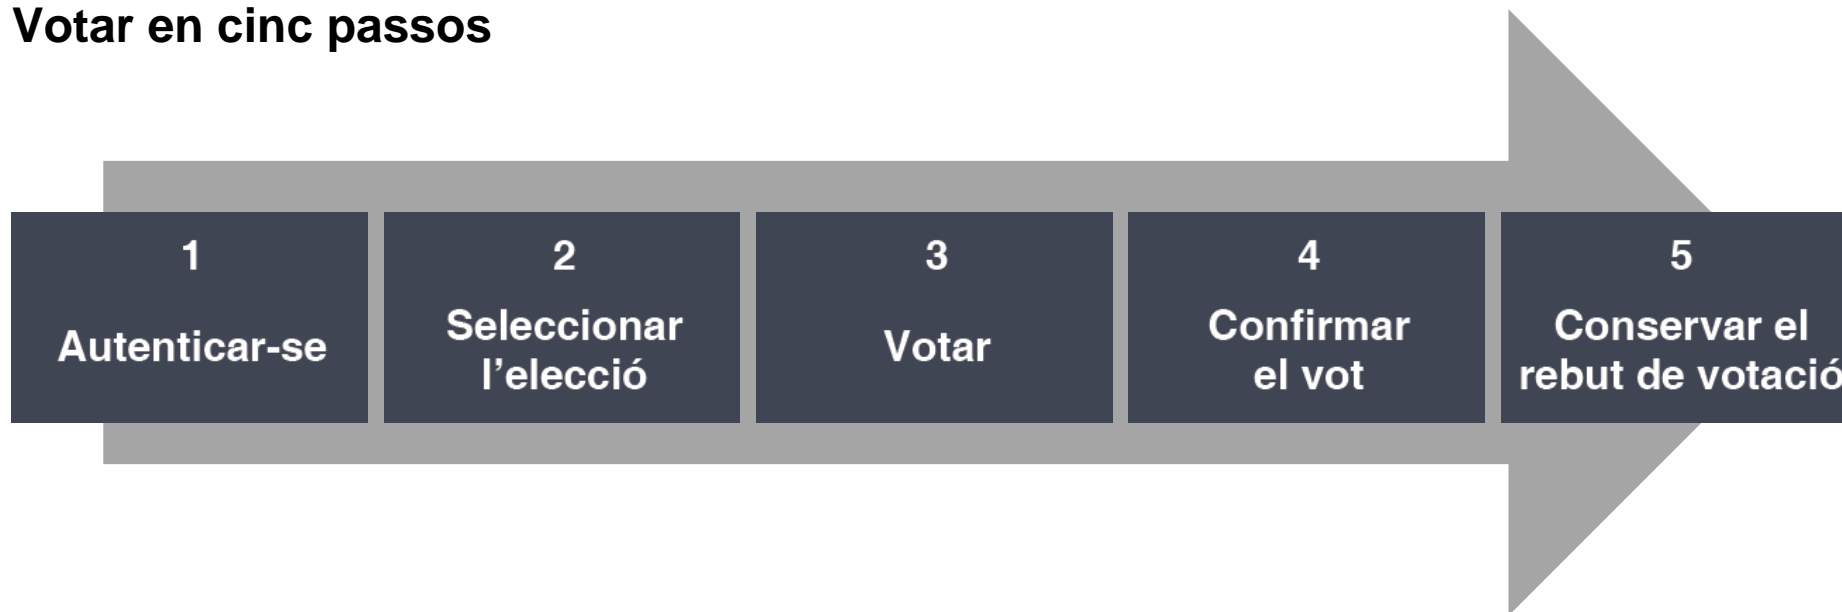 Votar en cinc passos
1
Autenticar-se
2
Seleccionar
l’elecció
3
Votar
4
Confirmar
el vot
5
Conservar el
rebut de votació